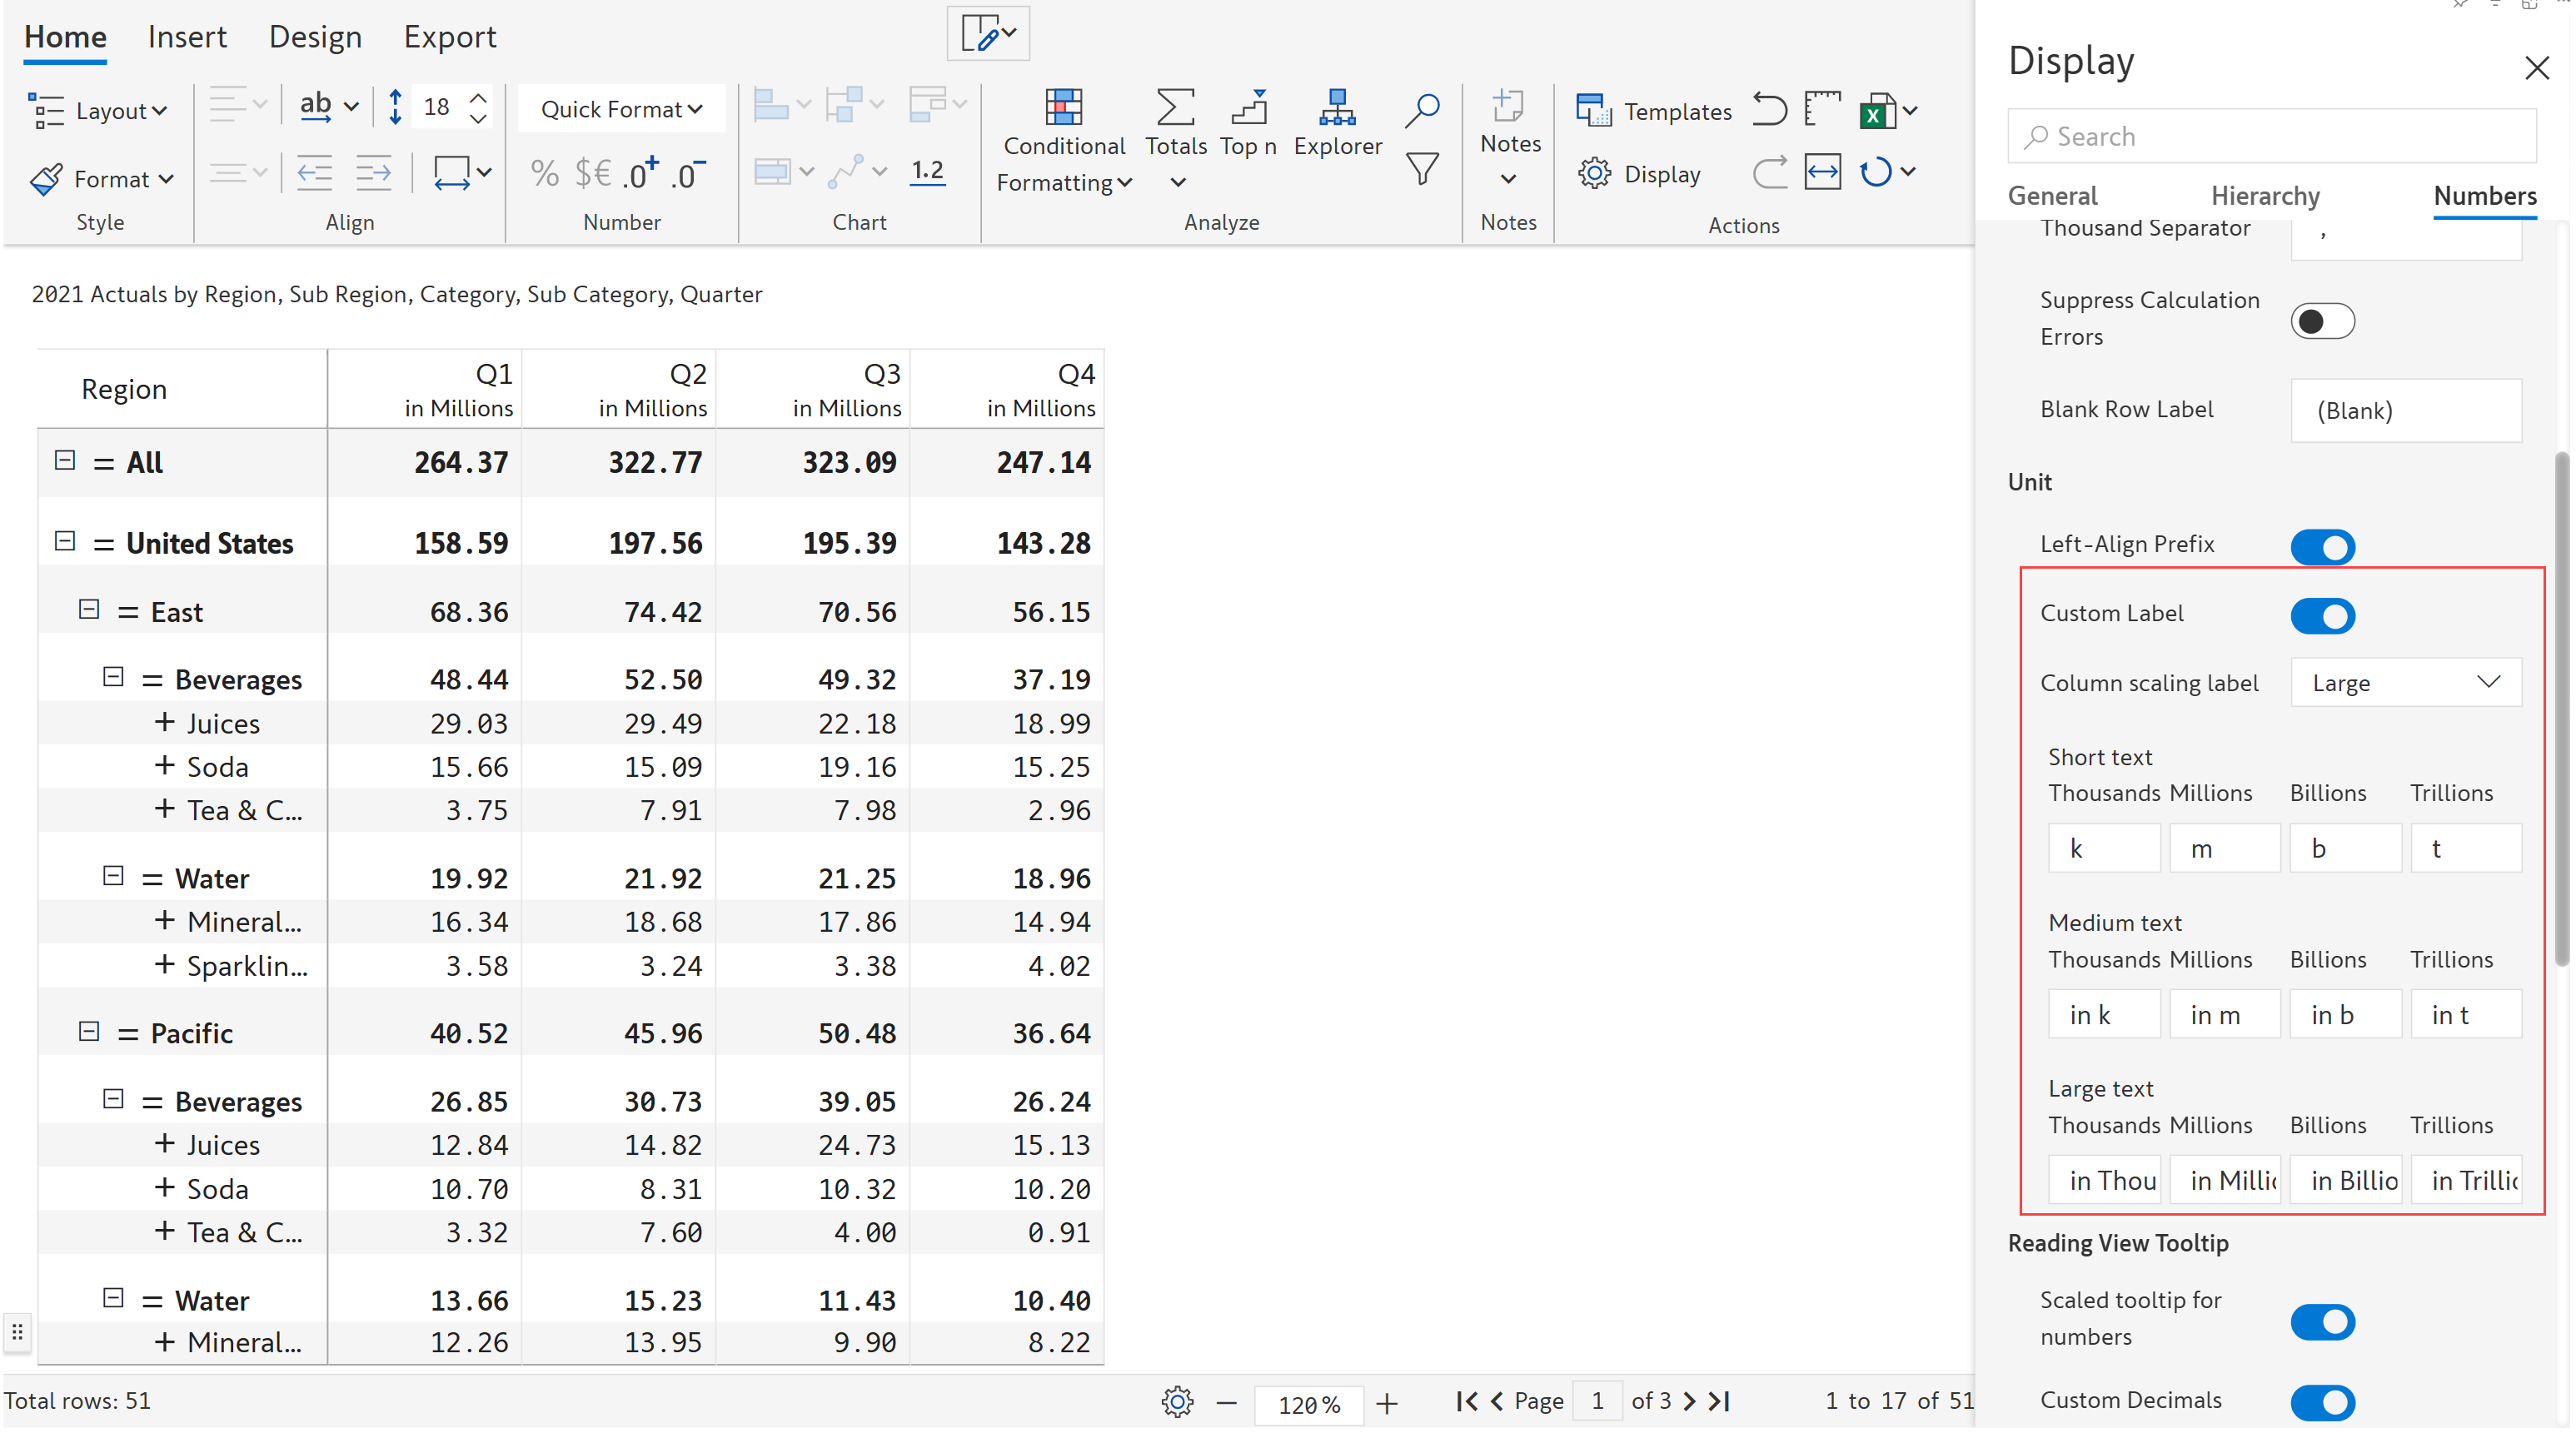 Home Insert Design Export
Layout
ab
18
Quick Format
Format
% $€ .0+ .0-
1.2
Style
Align
Number
Chart
Conditional Formatting
Totals
Top n
Explorer
Analyze
Notes
Notes
Templates
Display
Actions
2021 Actuals by Region, Sub Region, Category, Sub Category, Quarter
Region Q1 in Millions Q2 in Millions Q3 in Millions Q4 in Millions
= All 264.37 322.77 323.09 247.14
= United States 158.59 197.56 195.39 143.28
= East 68.36 74.42 70.56 56.15
= Beverages 48.44 52.50 49.32 37.19
+ Juices 29.03 29.49 22.18 18.99
+ Soda 15.66 15.09 19.16 15.25
+ Tea & C... 3.75 7.91 7.98 2.96
= Water 19.92 21.92 21.25 18.96
+ Mineral... 16.34 18.68 17.86 14.94
+ Sparklin... 3.58 3.24 3.38 4.02
= Pacific 40.52 45.96 50.48 36.64
= Beverages 26.85 30.73 39.05 26.24
+ Juices 12.84 14.82 24.73 15.13
+ Soda 10.70 8.31 10.32 10.20
+ Tea & C... 3.32 7.60 4.00 0.91
= Water 13.66 15.23 11.43 10.40
+ Mineral... 12.26 13.95 9.90 8.22
Total rows: 51
120 %
Page 1 of 3
1 to 17 of 51
Display
Search
General Hierarchy Numbers
Thousand Separator ,
Suppress Calculation
Errors
Blank Row Label (Blank)
Unit
Left-Align Prefix
Custom Label
Column scaling label Large
Short text
Thousands Millions Billions Trillions
k m b t
Medium text
Thousands Millions Billions Trillions
in k in m in b in t
Large text
Thousands Millions Billions Trillions
in Thou in Millic in Billio in Trillic
Reading View Tooltip
Scaled tooltip for
numbers
Custom Decimals